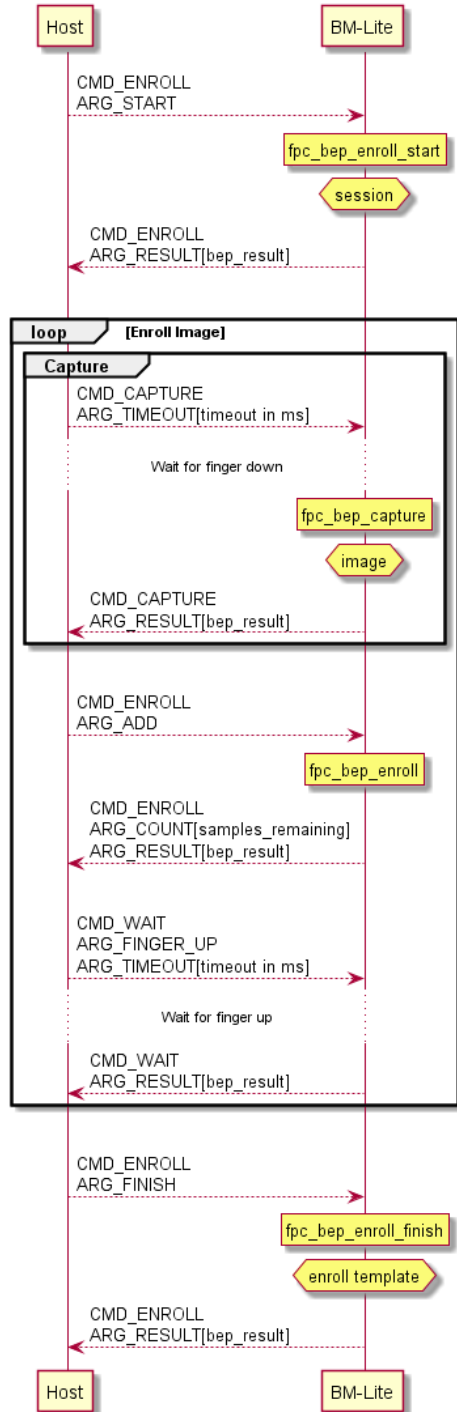 Host
BM-Lite
CMD_ENROLL
ARG_START
fpc_bep_enroll_start
session
CMD_ENROLL
ARG_RESULT[bep_result]
loop
[Enroll Image]
Capture
CMD_CAPTURE
ARG_TIMEOUT[timeout in ms]
Wait for finger down
fpc_bep_capture
image
CMD_CAPTURE
ARG_RESULT[bep_result]
CMD_ENROLL
ARG_ADD
fpc_bep_enroll
CMD_ENROLL
ARG_COUNT[samples_remaining]
ARG_RESULT[bep_result]
CMD_WAIT
ARG_FINGER_UP
ARG_TIMEOUT[timeout in ms]
Wait for finger up
CMD_WAIT
ARG_RESULT[bep_result]
CMD_ENROLL
ARG_FINISH
fpc_bep_enroll_finish
enroll template
CMD_ENROLL
ARG_RESULT[bep_result]
Host
BM-Lite